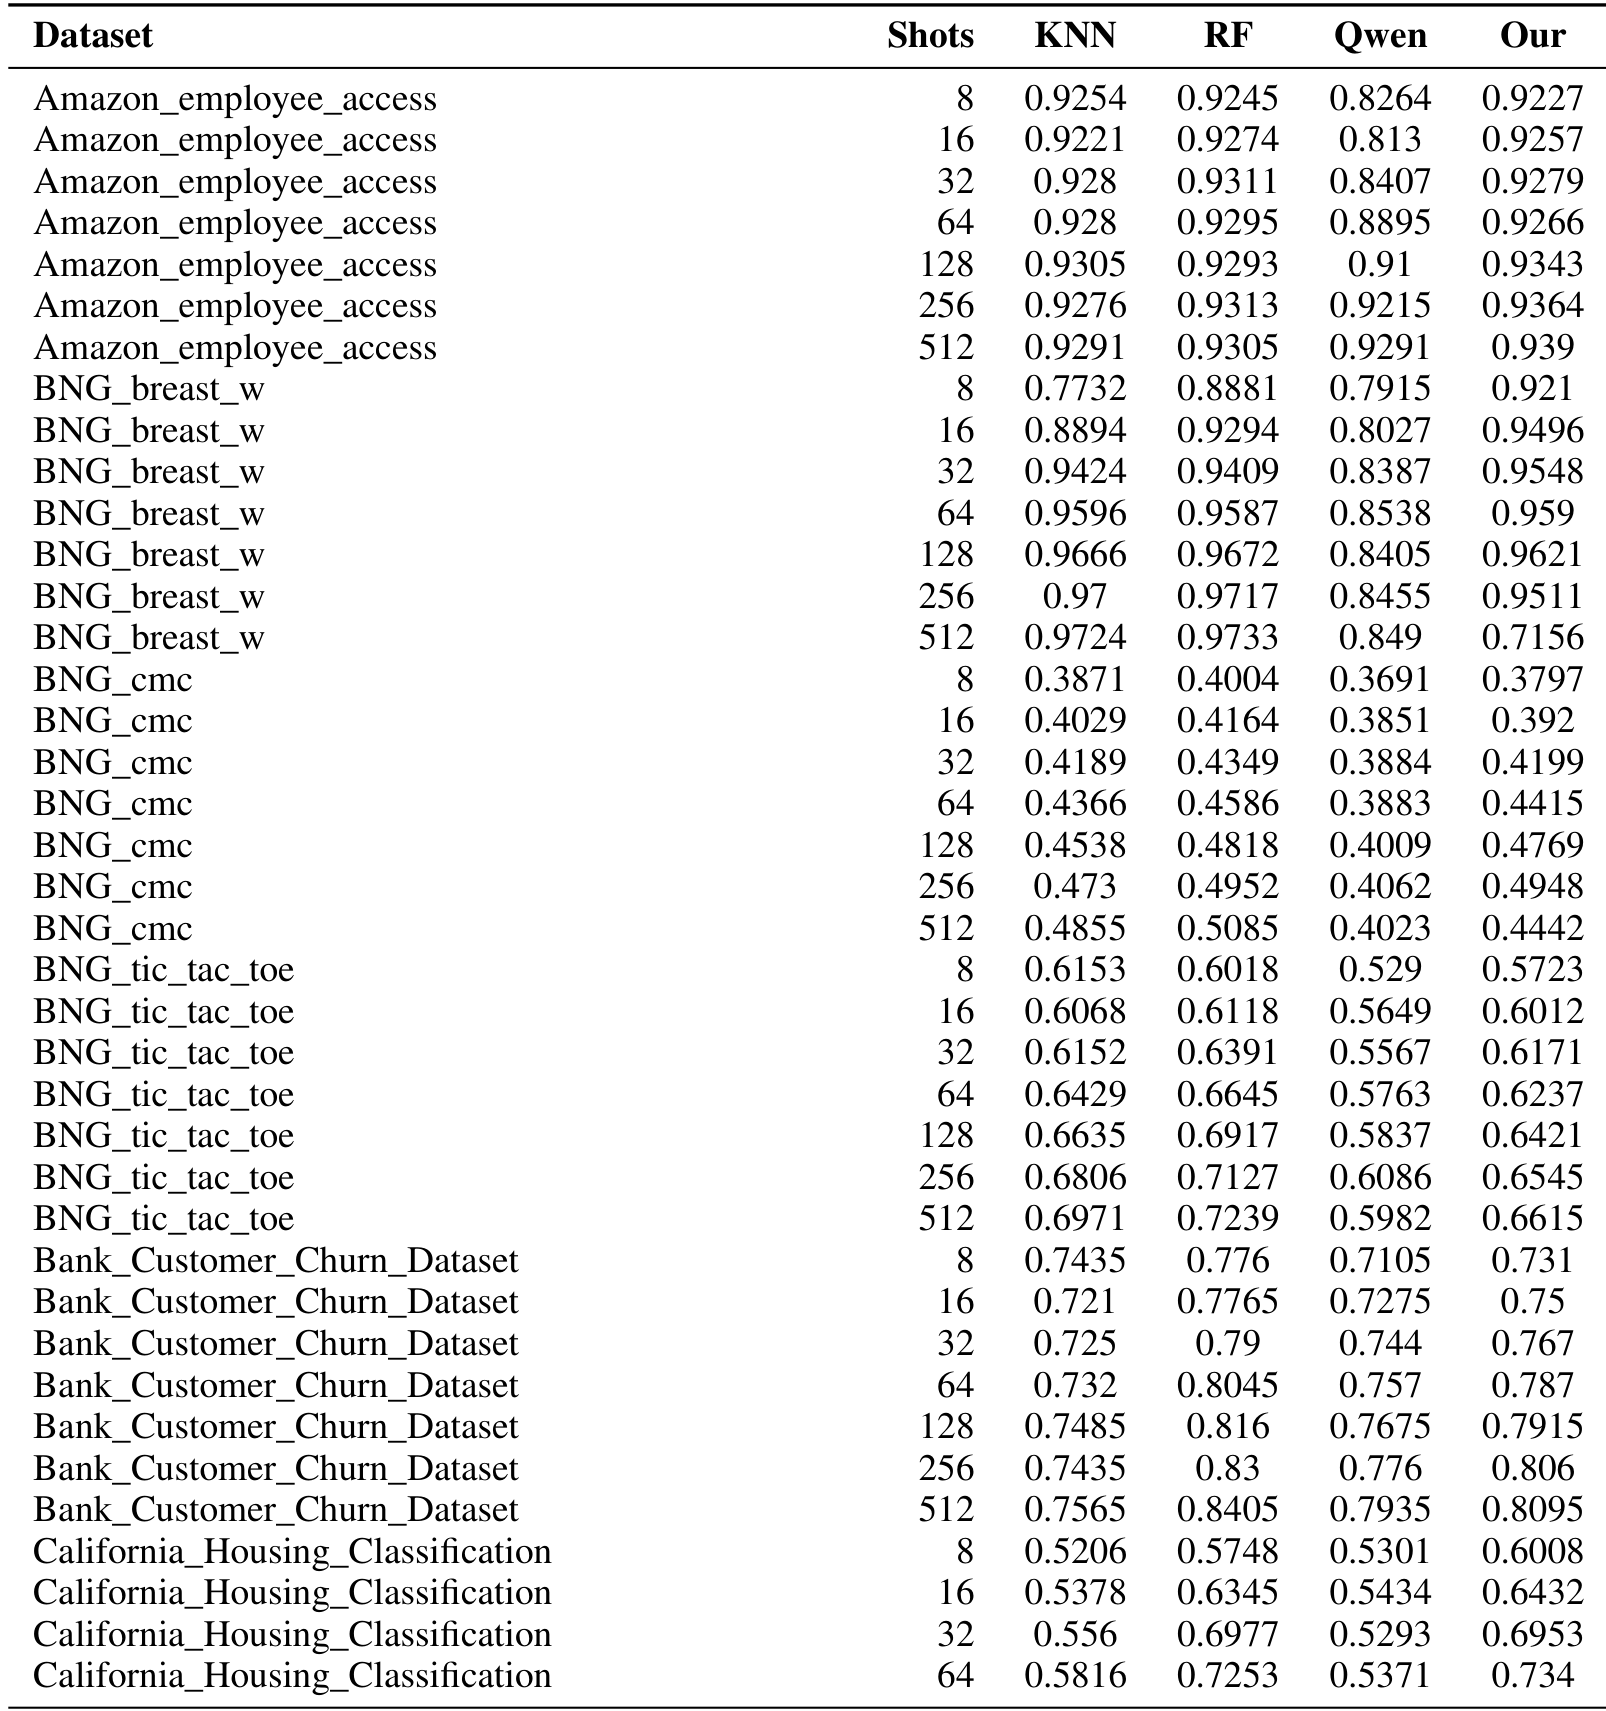 Dataset Shots KNN RF Qwen Our
Amazon_employee_access 8 0.9254 0.9245 0.8264 0.9227
Amazon_employee_access 16 0.9221 0.9274 0.813 0.9257
Amazon_employee_access 32 0.928 0.9311 0.8407 0.9279
Amazon_employee_access 64 0.928 0.9295 0.8895 0.9266
Amazon_employee_access 128 0.9305 0.9293 0.91 0.9343
Amazon_employee_access 256 0.9276 0.9313 0.9215 0.9364
Amazon_employee_access 512 0.9291 0.9305 0.9291 0.939
BNG_breast_w 8 0.7732 0.8881 0.7915 0.921
BNG_breast_w 16 0.8894 0.9294 0.8027 0.9496
BNG_breast_w 32 0.9424 0.9409 0.8387 0.9548
BNG_breast_w 64 0.9596 0.9587 0.8538 0.959
BNG_breast_w 128 0.9666 0.9672 0.8405 0.9621
BNG_breast_w 256 0.97 0.9717 0.8455 0.9511
BNG_breast_w 512 0.9724 0.9733 0.849 0.7156
BNG_cmc 8 0.3871 0.4004 0.3691 0.3797
BNG_cmc 16 0.4029 0.4164 0.3851 0.392
BNG_cmc 32 0.4189 0.4349 0.3884 0.4199
BNG_cmc 64 0.4366 0.4586 0.3883 0.4415
BNG_cmc 128 0.4538 0.4818 0.4009 0.4769
BNG_cmc 256 0.473 0.4952 0.4062 0.4948
BNG_cmc 512 0.4855 0.5085 0.4023 0.4442
BNG_tic_tac_toe 8 0.6153 0.6018 0.529 0.5723
BNG_tic_tac_toe 16 0.6068 0.6118 0.5649 0.6012
BNG_tic_tac_toe 32 0.6152 0.6391 0.5567 0.6171
BNG_tic_tac_toe 64 0.6429 0.6645 0.5763 0.6237
BNG_tic_tac_toe 128 0.6635 0.6917 0.5837 0.6421
BNG_tic_tac_toe 256 0.6806 0.7127 0.6086 0.6545
BNG_tic_tac_toe 512 0.6971 0.7239 0.5982 0.6615
Bank_Customer_Churn_Dataset 8 0.7435 0.776 0.7105 0.731
Bank_Customer_Churn_Dataset 16 0.721 0.7765 0.7275 0.75
Bank_Customer_Churn_Dataset 32 0.725 0.79 0.744 0.767
Bank_Customer_Churn_Dataset 64 0.732 0.8045 0.757 0.787
Bank_Customer_Churn_Dataset 128 0.7485 0.816 0.7675 0.7915
Bank_Customer_Churn_Dataset 256 0.7435 0.83 0.776 0.806
Bank_Customer_Churn_Dataset 512 0.7565 0.8405 0.7935 0.8095
California_Housing_Classification 8 0.5206 0.5748 0.5301 0.6008
California_Housing_Classification 16 0.5378 0.6345 0.5434 0.6432
California_Housing_Classification 32 0.556 0.6977 0.5293 0.6953
California_Housing_Classification 64 0.5816 0.7253 0.5371 0.734